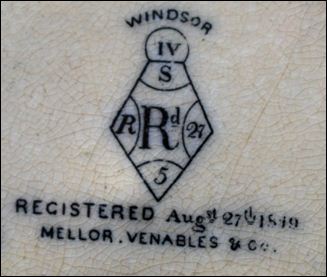 WINDSOR
IV
S
R Rd 27
5
REGISTERED Augst 27th 1849
MELLOR. VENABLES & Co.